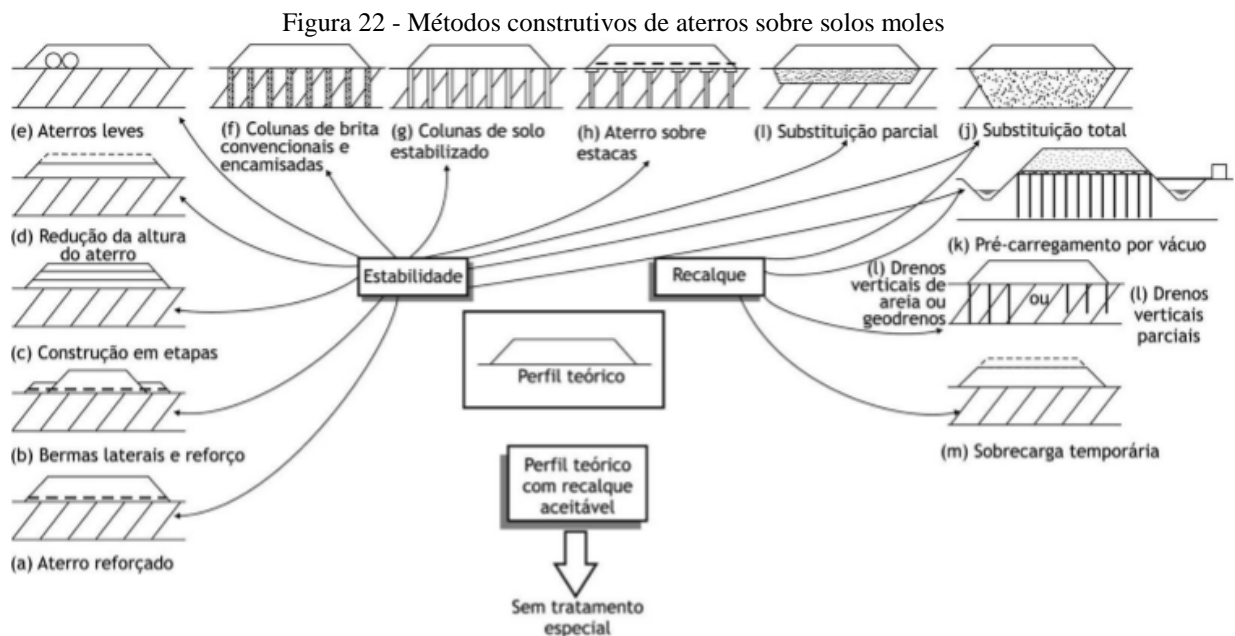 Figura 22 - Métodos construtivos de aterros sobre solos moles
(e) Aterros leves
(f) Colunas de brita
convencionais e
encamisadas
(g) Colunas de solo
estabilizado
(h) Aterro sobre
estacas
(I) Substituição parcial
(j) Substituição total
(d) Redução da altura
do aterro
(k) Pré-carregamento por vácuo
Estabilidade
Recalque
(l) Drenos
verticais de
areia ou
geodrenos
ou
(l) Drenos
verticais
parciais
(c) Construção em etapas
Perfil teórico
(b) Bermas laterais e reforço
(m) Sobrecarga temporária
Perfil teórico
com recalque
aceitável
(a) Aterro reforçado
Sem tratamento
especial